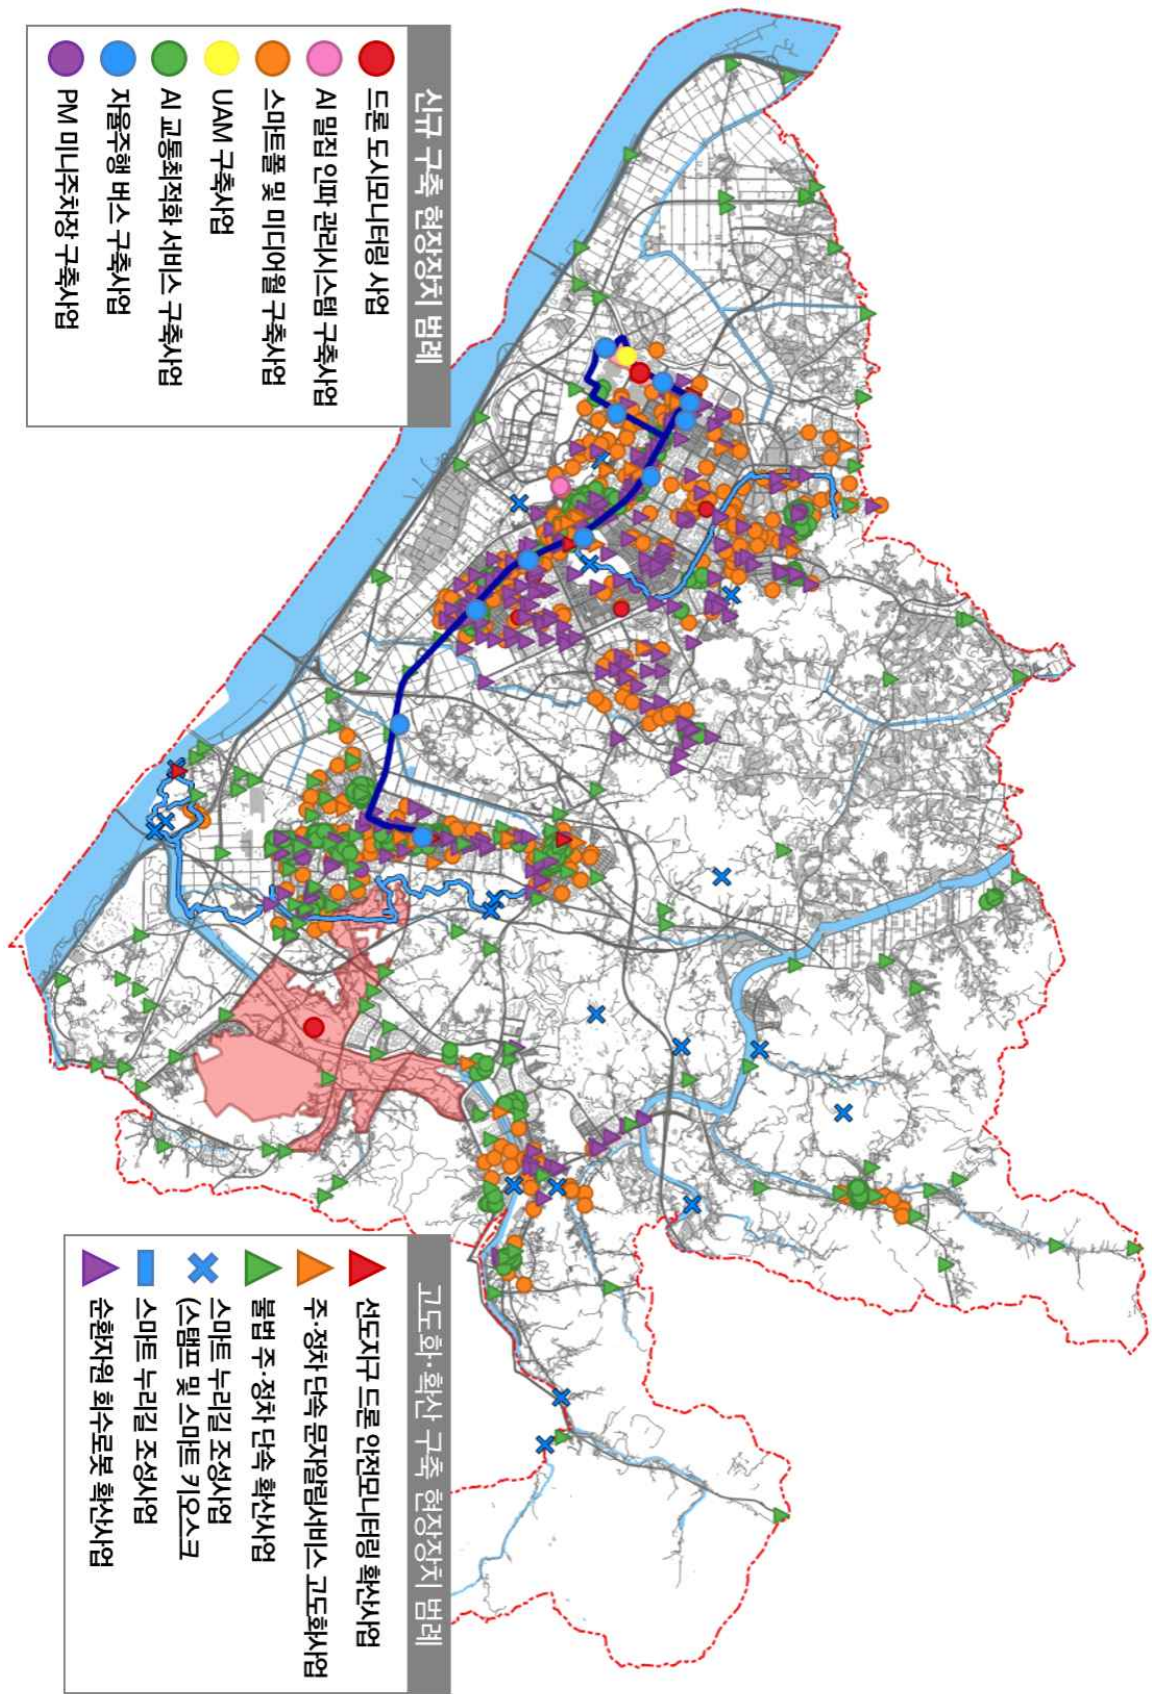 신규 구축 현장장치 범례
드론 도시모니터링 사업
AI 밀집 인파 관리시스템 구축사업
스마트폴 및 미디어월 구축사업
UAM 구축사업
AI 교통최적화 서비스 구축사업
자율주행 버스 구축사업
PM 미니주차장 구축사업
고도화·확산 구축 현장장치 범례
선도지구 드론 안전모니터링 확산사업
주·정차 단속 문자알림서비스 고도화사업
불법 주·정차 단속 확산사업
스마트 누리길 조성사업
(스탬프 및 스마트 키오스크
스마트 누리길 조성사업
순환자원 회수로봇 확산사업